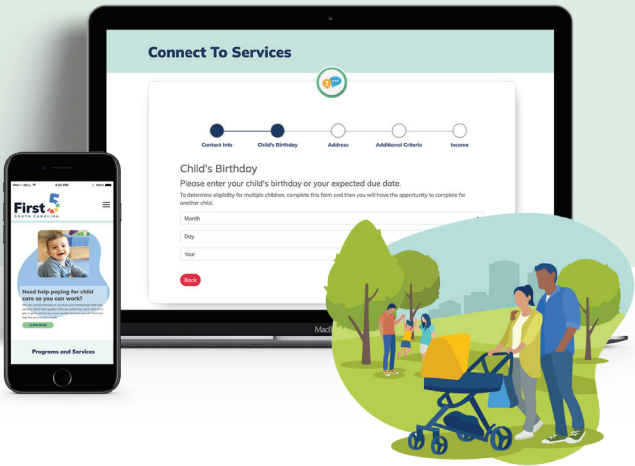 Connect To Services
Contact Info
Child's Birthday
Address
Additional Criteria
Income
Child's Birthday
Please enter your child's birthday or your expected due date.
To determine eligibility for multiple children, complete this form and then you will have the opportunity to complete for
another child.
Month
Day
Year
Back
4:21 PM
First 5
SOUTH CAROLINA
Need help paying for child
care so you can work?
LEARN MORE
Programs and Services